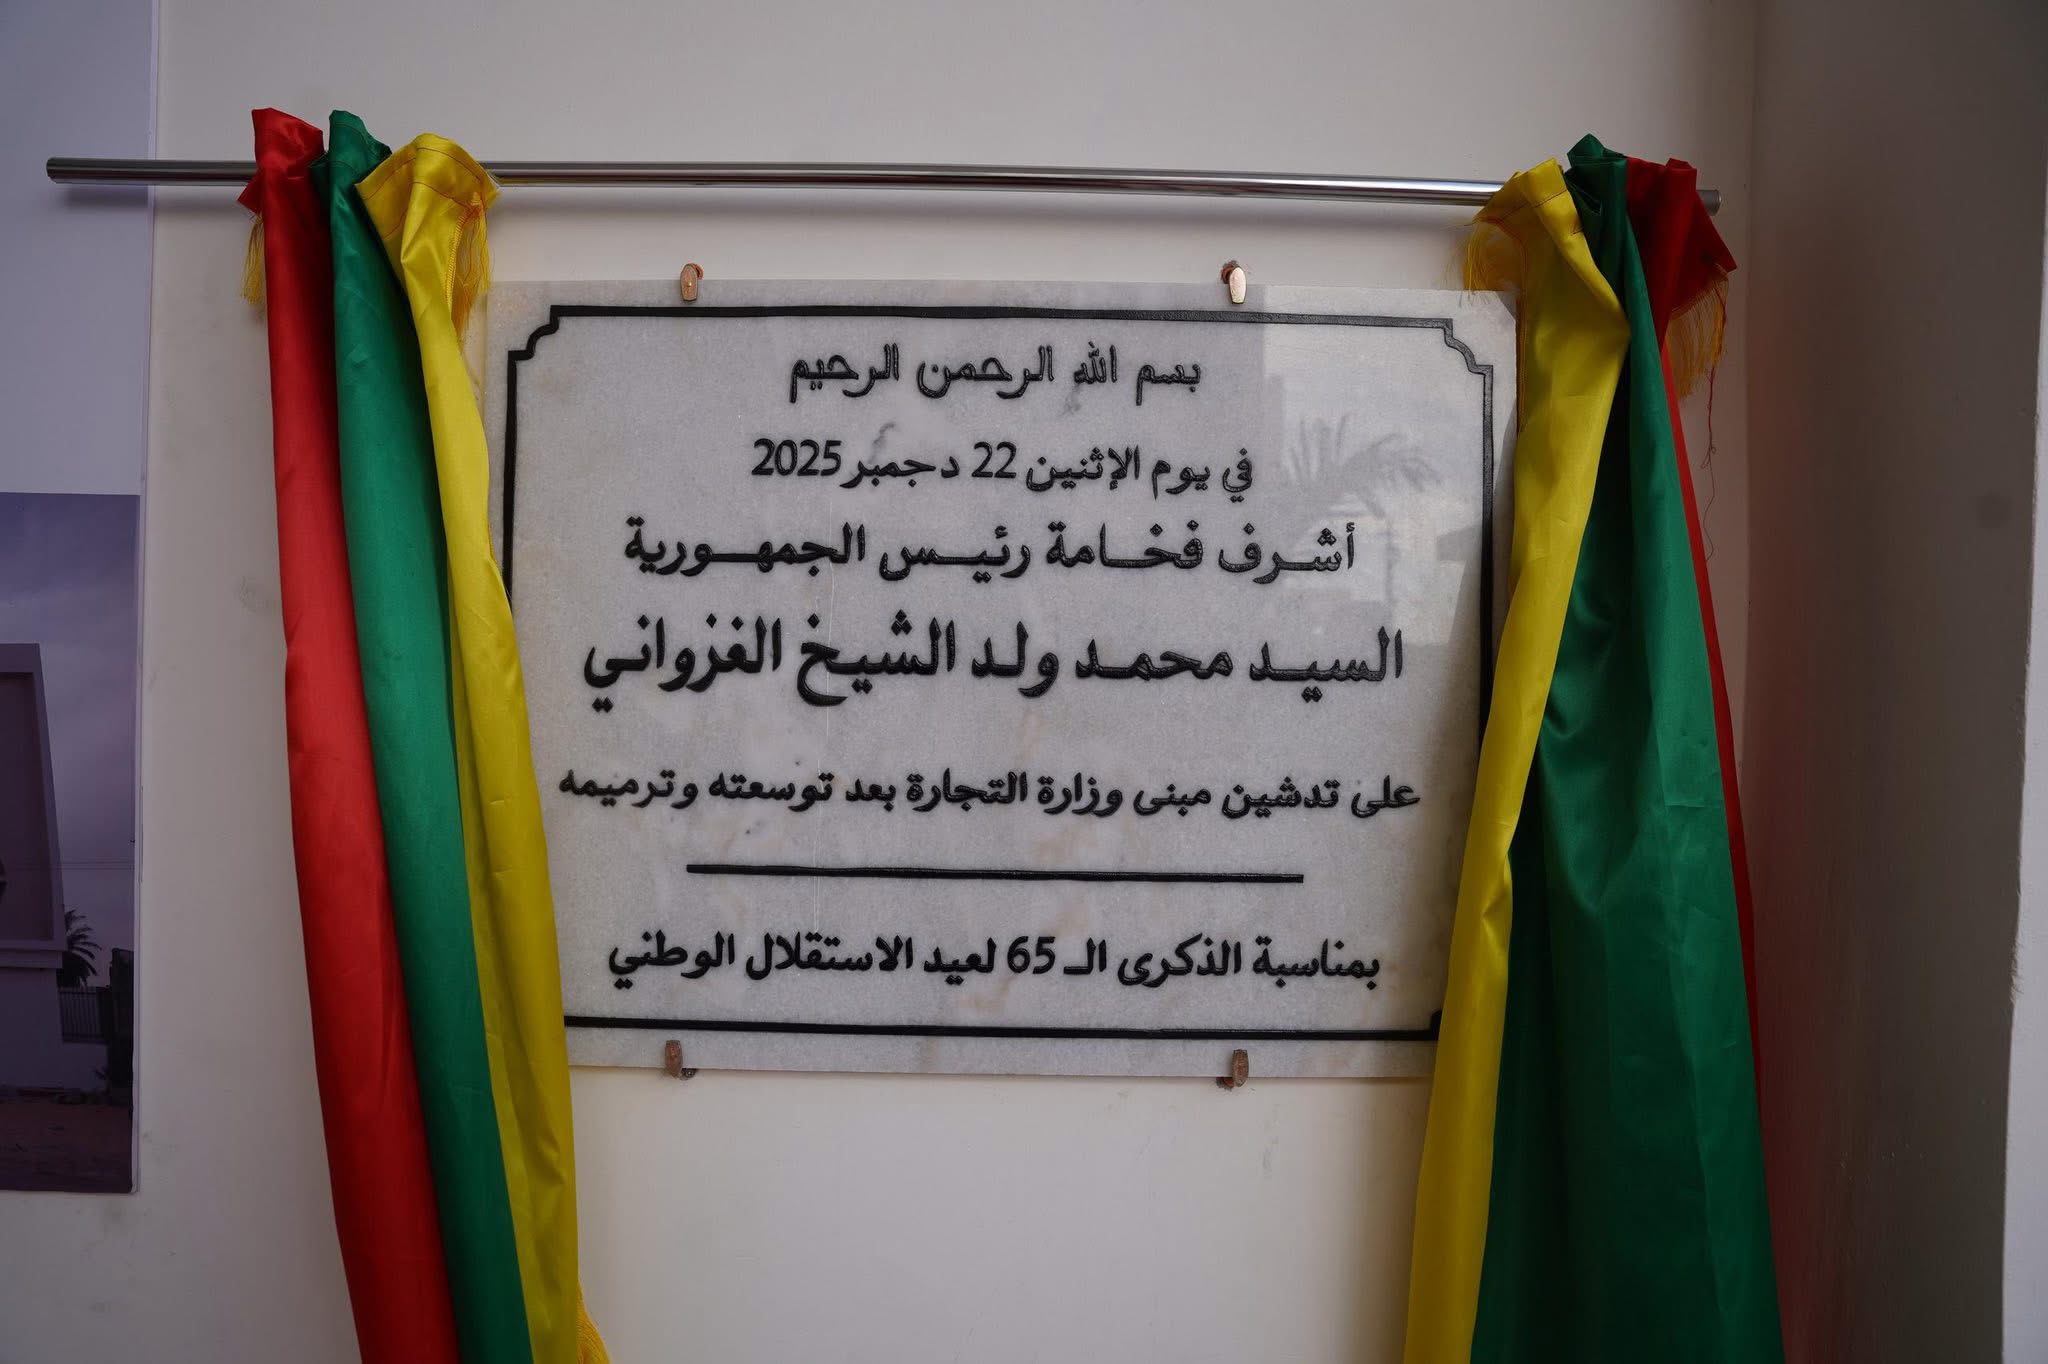 بسم الله الرحمن الرحيم
في يوم الإثنين 22 دجمبر 2025
أشرف فخامة رئيس الجمهورية
السيد محمد ولد الشيخ الغزواني
على تدشين مبنى وزارة التجارة بعد توسعته وترميمه
بمناسبة الذكرى الـ 65 لعيد الاستقلال الوطني